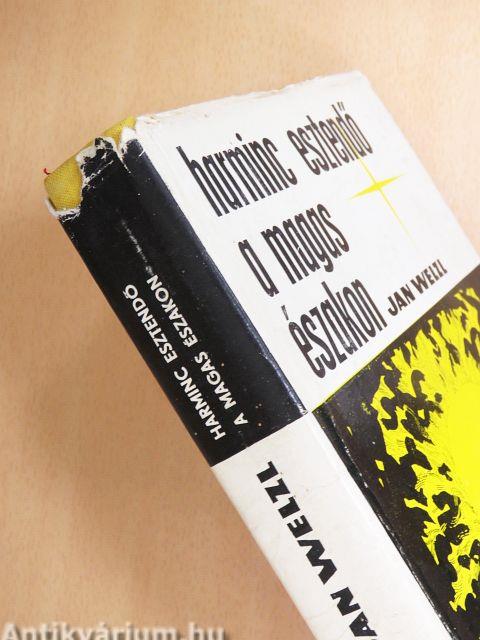 harminc esztendő
a magas
északon
JAN WELZL
HARMINC ESZTENDŐ
A MAGAS ÉSZAKON
JAN WELZL
Antikvárium.hu